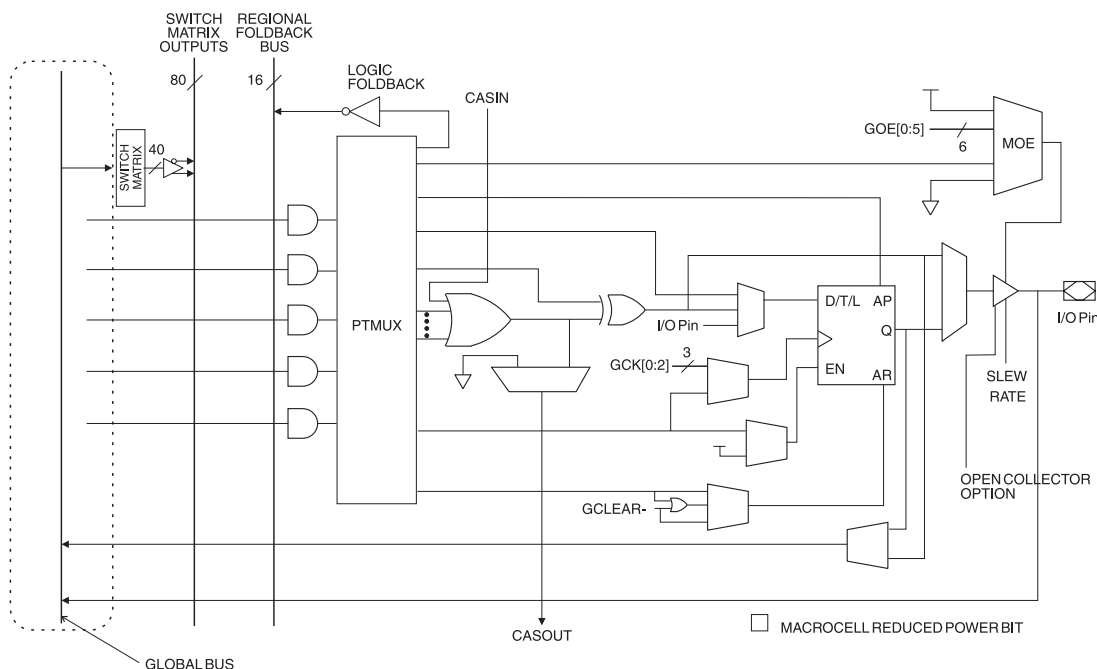 SWITCH
MATRIX
OUTPUTS
REGIONAL
FOLDBACK
BUS
80
16
LOGIC
FOLDBACK
CASIN
GOE[0:5]
6
MOE
SWITCH
MATRIX
40
PTMUX
D/T/L AP
Q
EN
AR
I/O Pin
GCK[0:2]
3
I/O Pin
SLEW
RATE
OPEN COLLECTOR
OPTION
GCLEAR-
CASOUT
MACROCELL REDUCED POWER BIT
GLOBAL BUS